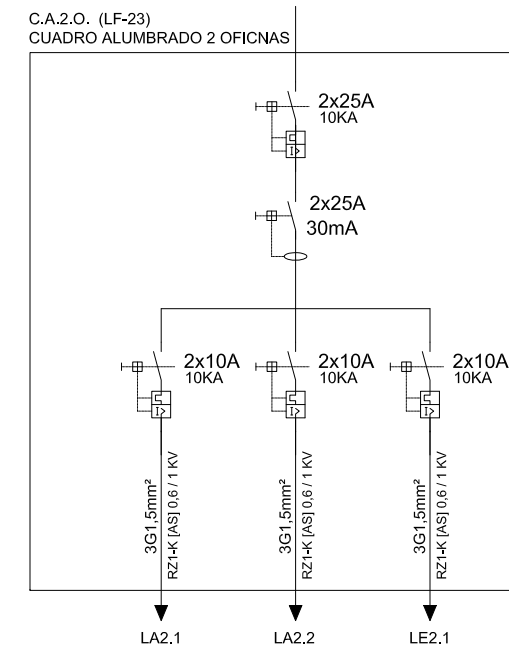 C.A.2.O. (LF-23)
CUADRO ALUMBRADO 2 OFICNAS
2x25A
10KA
I>
2x25A
30mA
2x10A
10KA
I>
2x10A
10KA
I>
2x10A
10KA
I>
3G1,5mm²
RZ1-K [AS] 0,6 / 1 KV
3G1,5mm²
RZ1-K [AS] 0,6 / 1 KV
3G1,5mm²
RZ1-K [AS] 0,6 / 1 KV
LA2.1
LA2.2
LE2.1